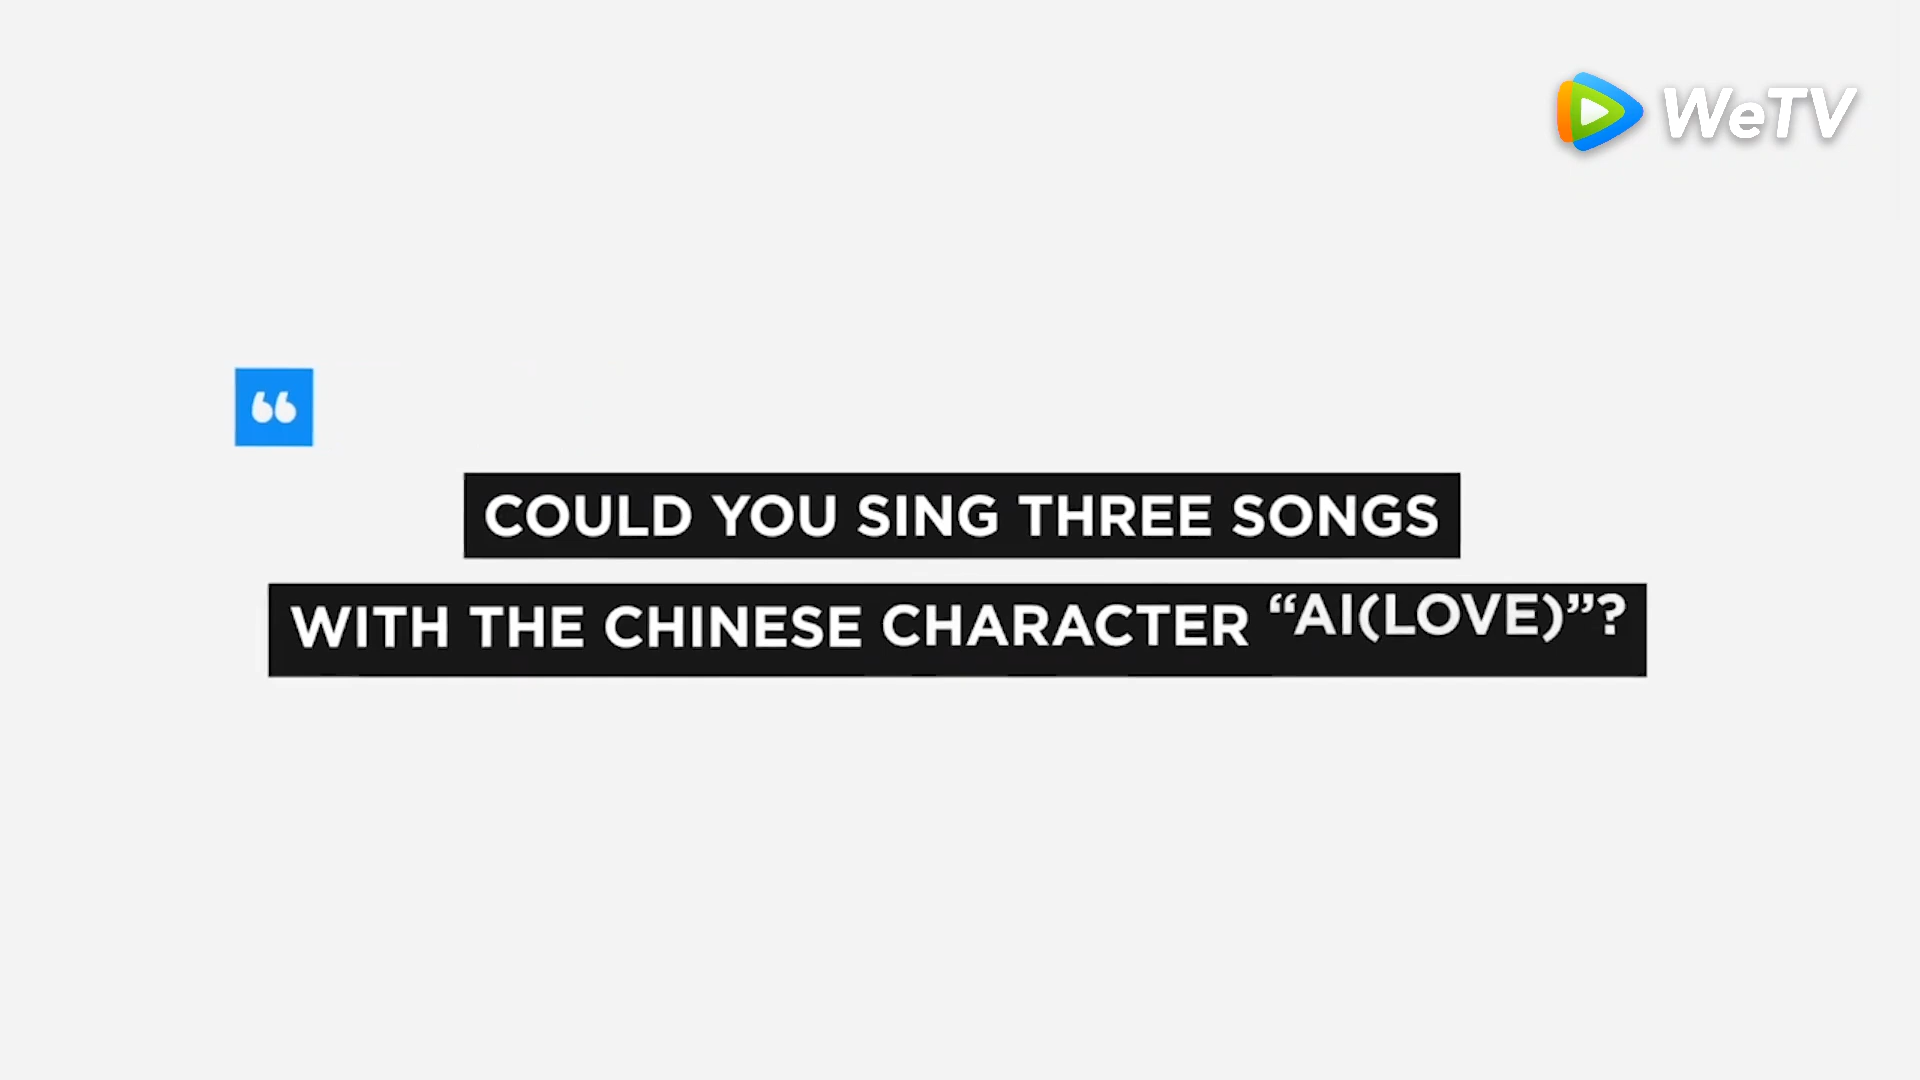 WeTV
“
COULD YOU SING THREE SONGS
WITH THE CHINESE CHARACTER “AI(LOVE)”?